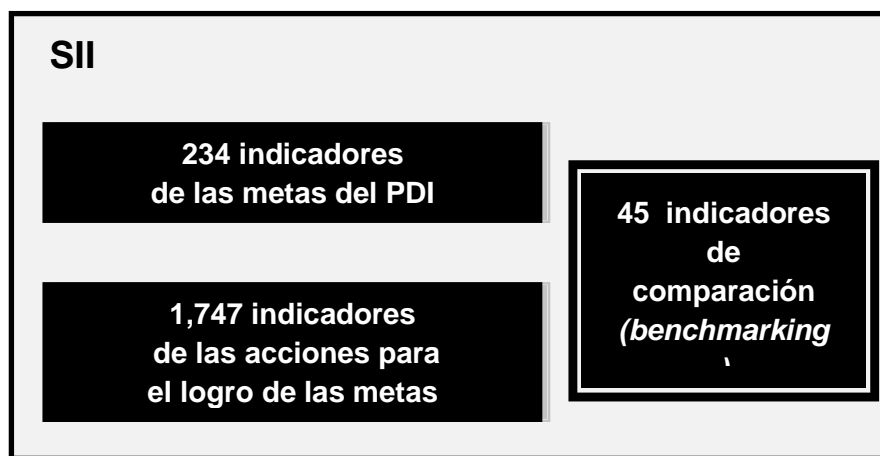 SII
234 indicadores
de las metas del PDI
1,747 indicadores
de las acciones para
el logro de las metas
45 indicadores
de
comparación
(benchmarking